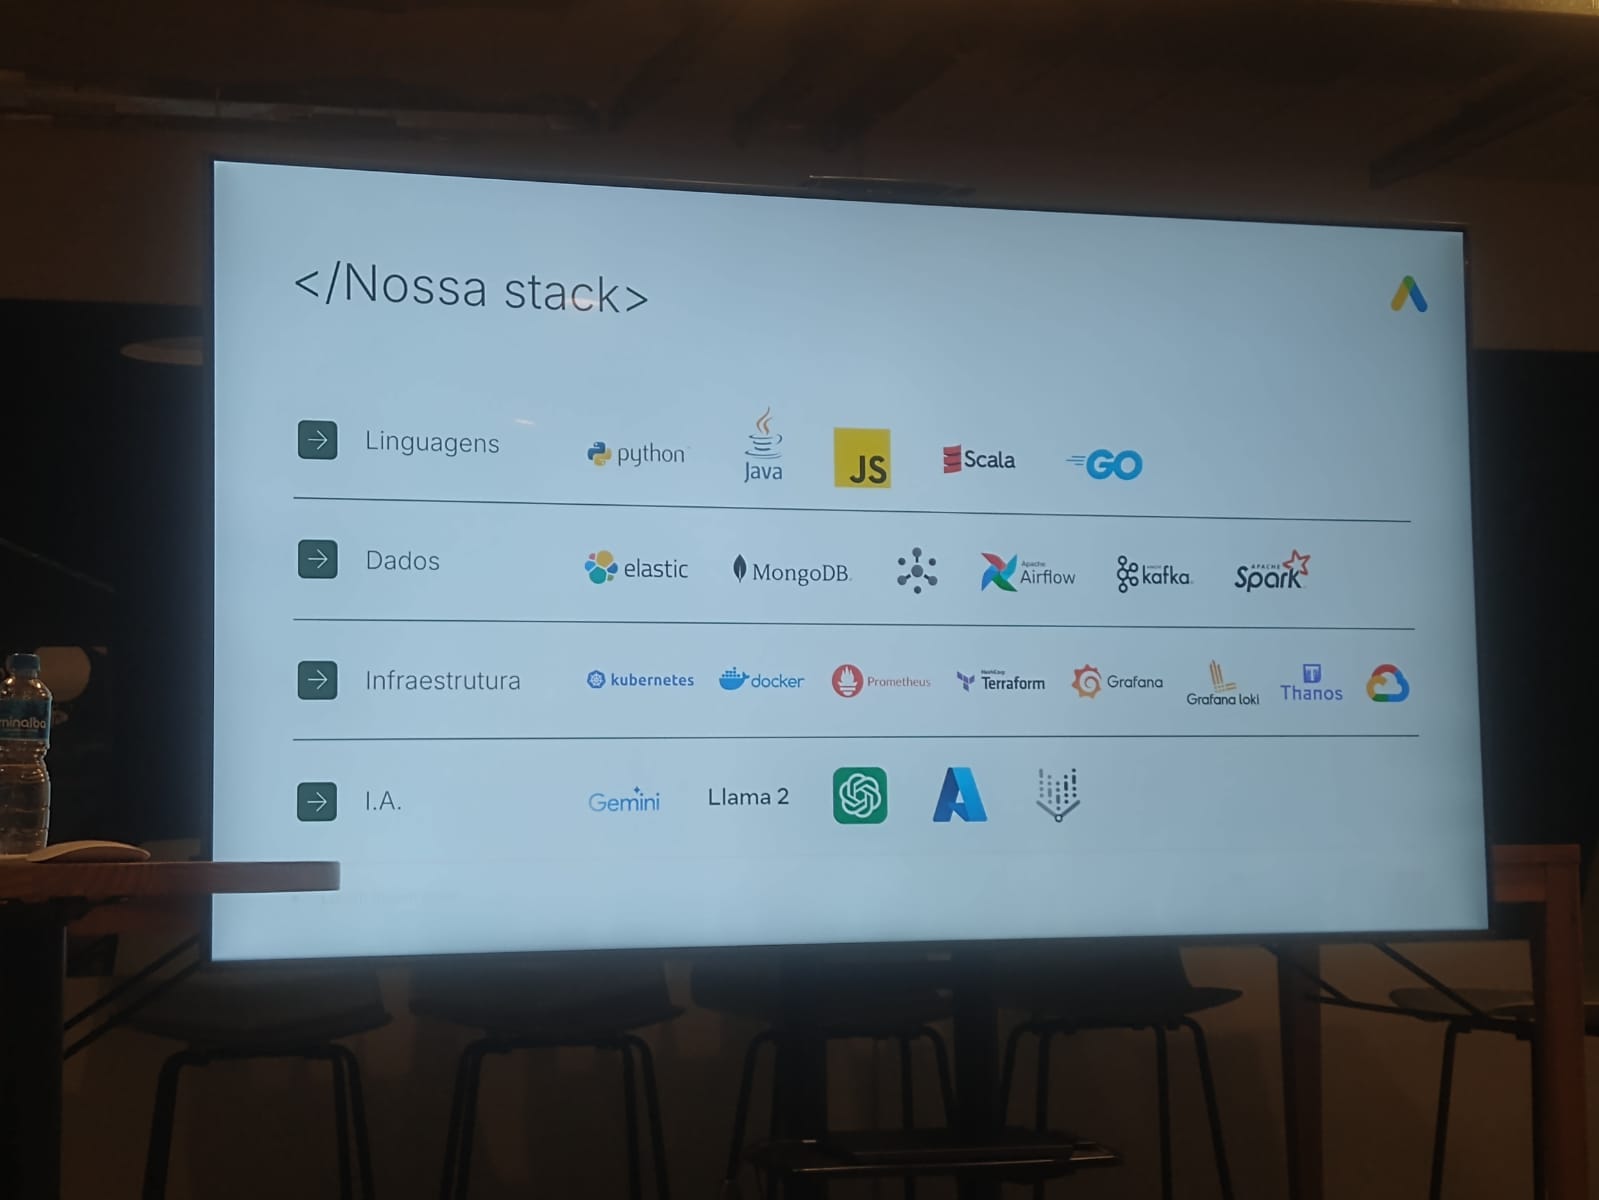 </Nossa stack>
Linguagens
python
Java
JS
Scala
GO
Dados
elastic
MongoDB.
Apache
Airflow
kafka
APACHE
Spark
Infraestrutura
kubernetes
docker
Prometheus
HashiCorp
Terraform
Grafana
Grafana loki
T
Thanos
I.A.
Gemini
Llama 2
minalba